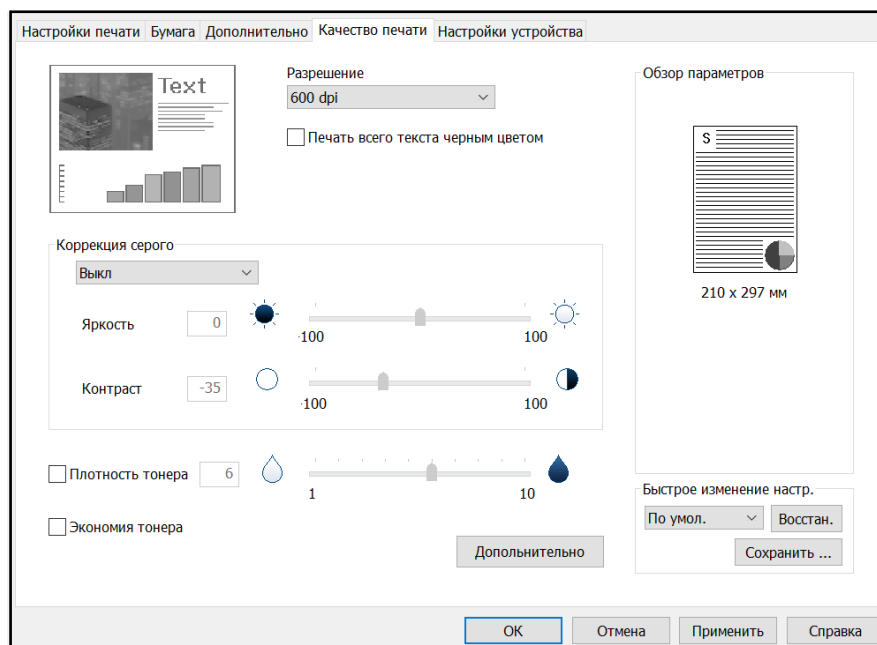 Настройки печати Бумага Дополнительно Качество печати Настройки устройства
Text
Разрешение
600 dpi
Печать всего текста черным цветом
Обзор параметров
S
210 x 297 мм
Коррекция серого
Выкл
Яркость 0
-100 100
Контраст -35
-100 100
Плотность тонера 6
1 10
Экономия тонера
Допольнительно
Быстрое изменение настр.
По умол. Восстан.
Сохранить ...
ОК Отмена Применить Справка